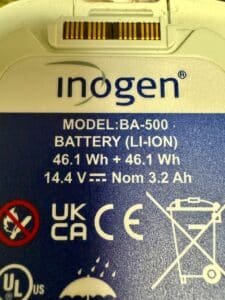 inogen®
MODEL:BA-500
BATTERY (LI-ION)
46.1 Wh + 46.1 Wh
14.4 V ⎓ Nom 3.2 Ah
UK
CA CE
UL